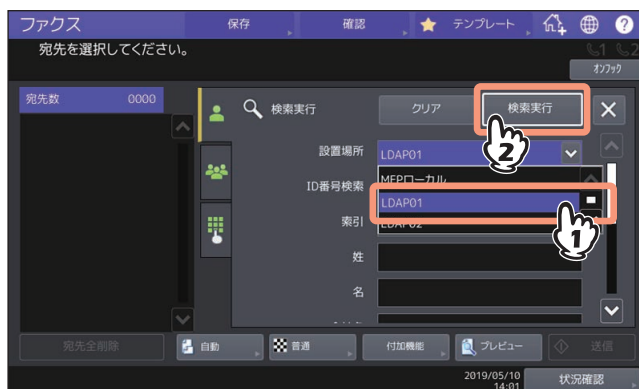 ファクス 保存 確認 テンプレート
宛先を選択してください。
1 2
オンフック
宛先数 0000
検索実行 クリア 検索実行
2
設置場所 LDAP01
ID番号検索 MFPローカル
LDAP01
索引 LDAP02
1
姓
名
宛先全削除 自動 普通 付加機能 プレビュー 送信
2019/05/10
14:01
状況確認